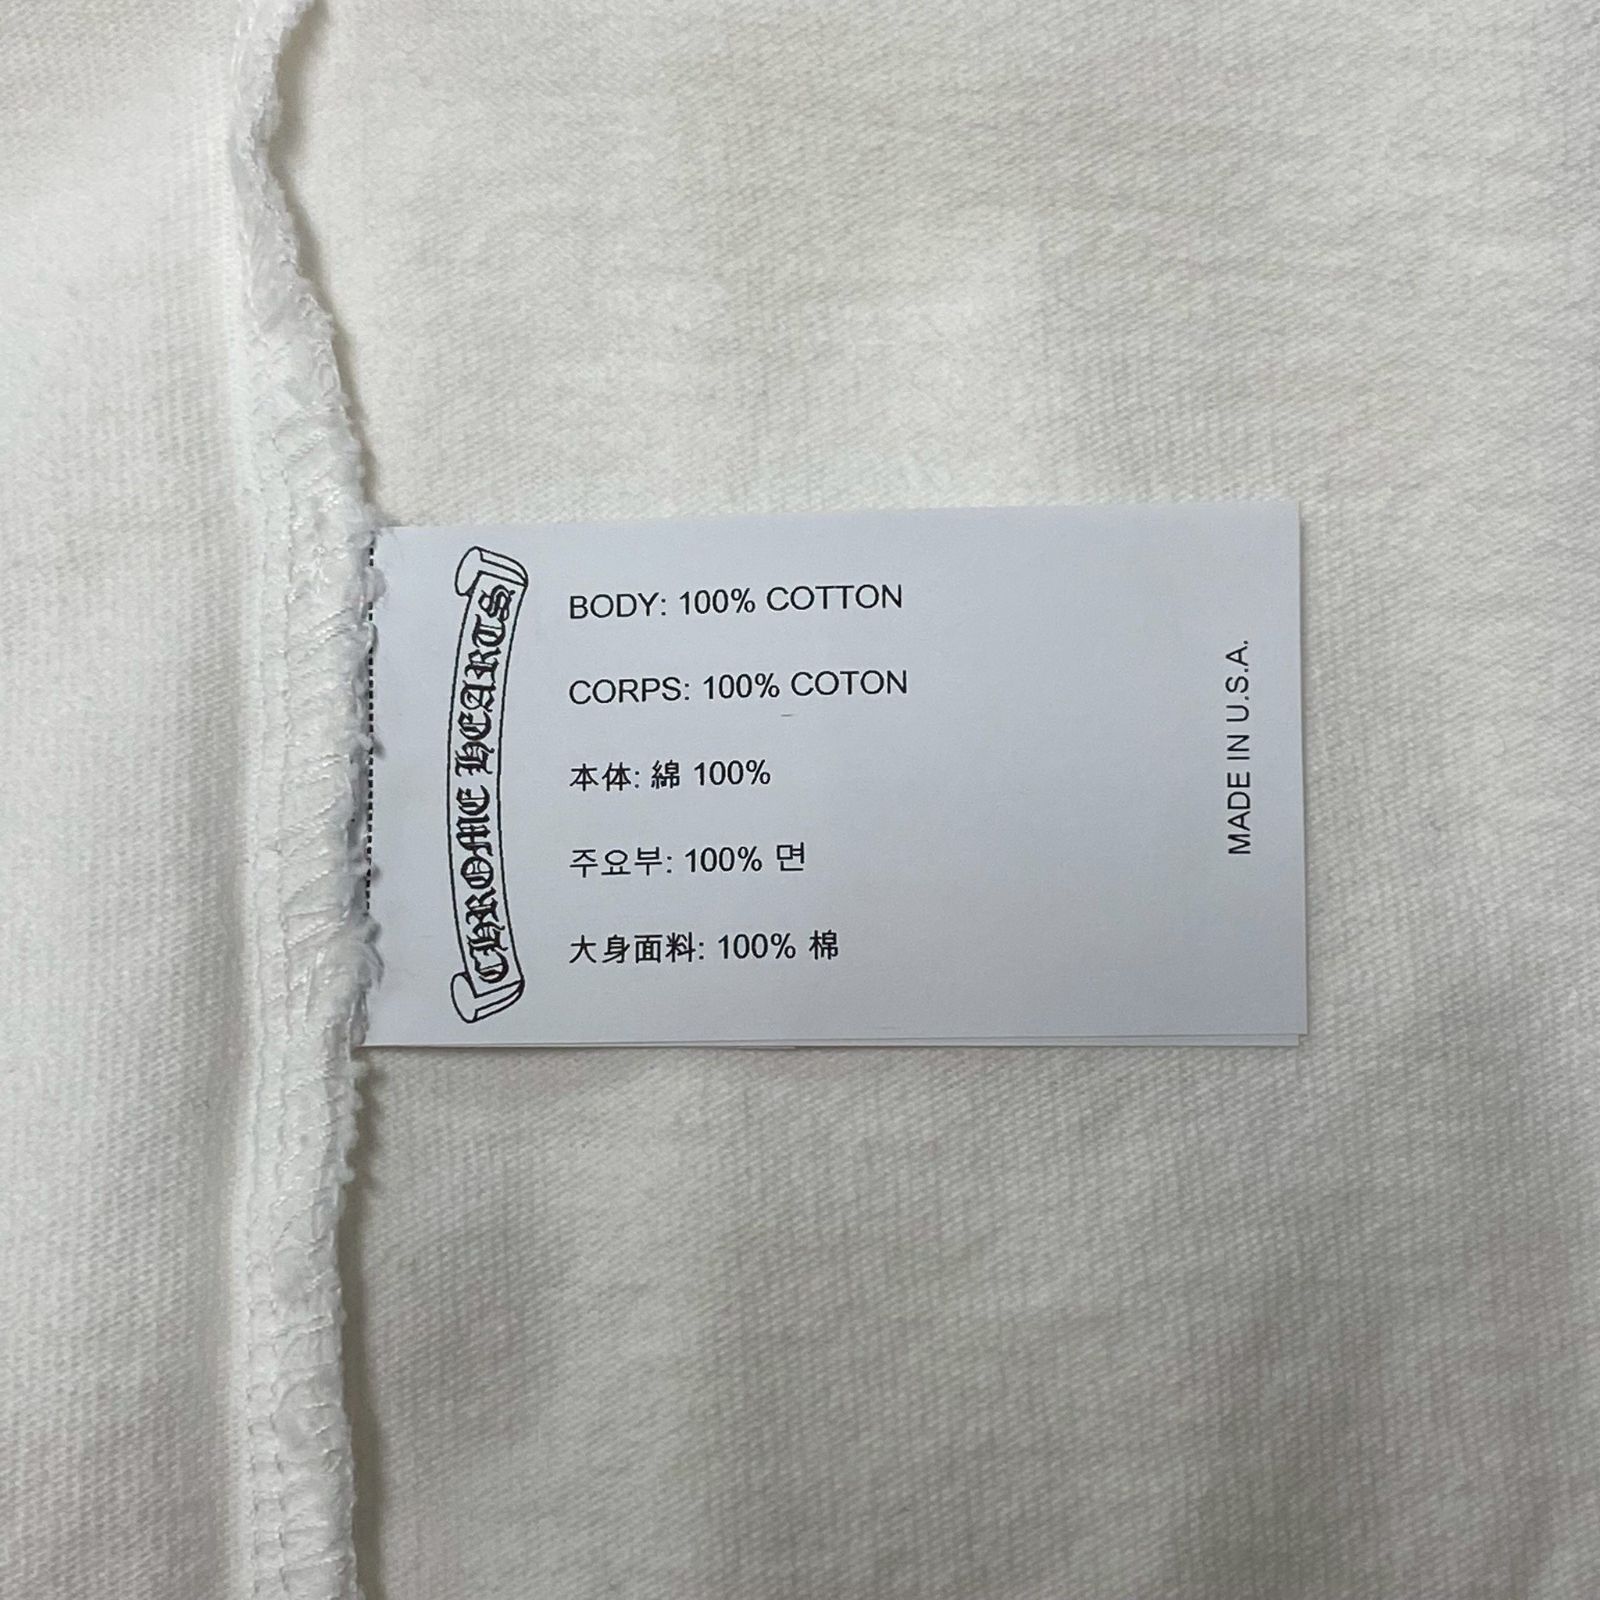 CHROME HEARTS
BODY: 100% COTTON
CORPS: 100% COTON
本体: 綿 100%
주요부: 100% 면
大身面料: 100% 棉
MADE IN U.S.A.